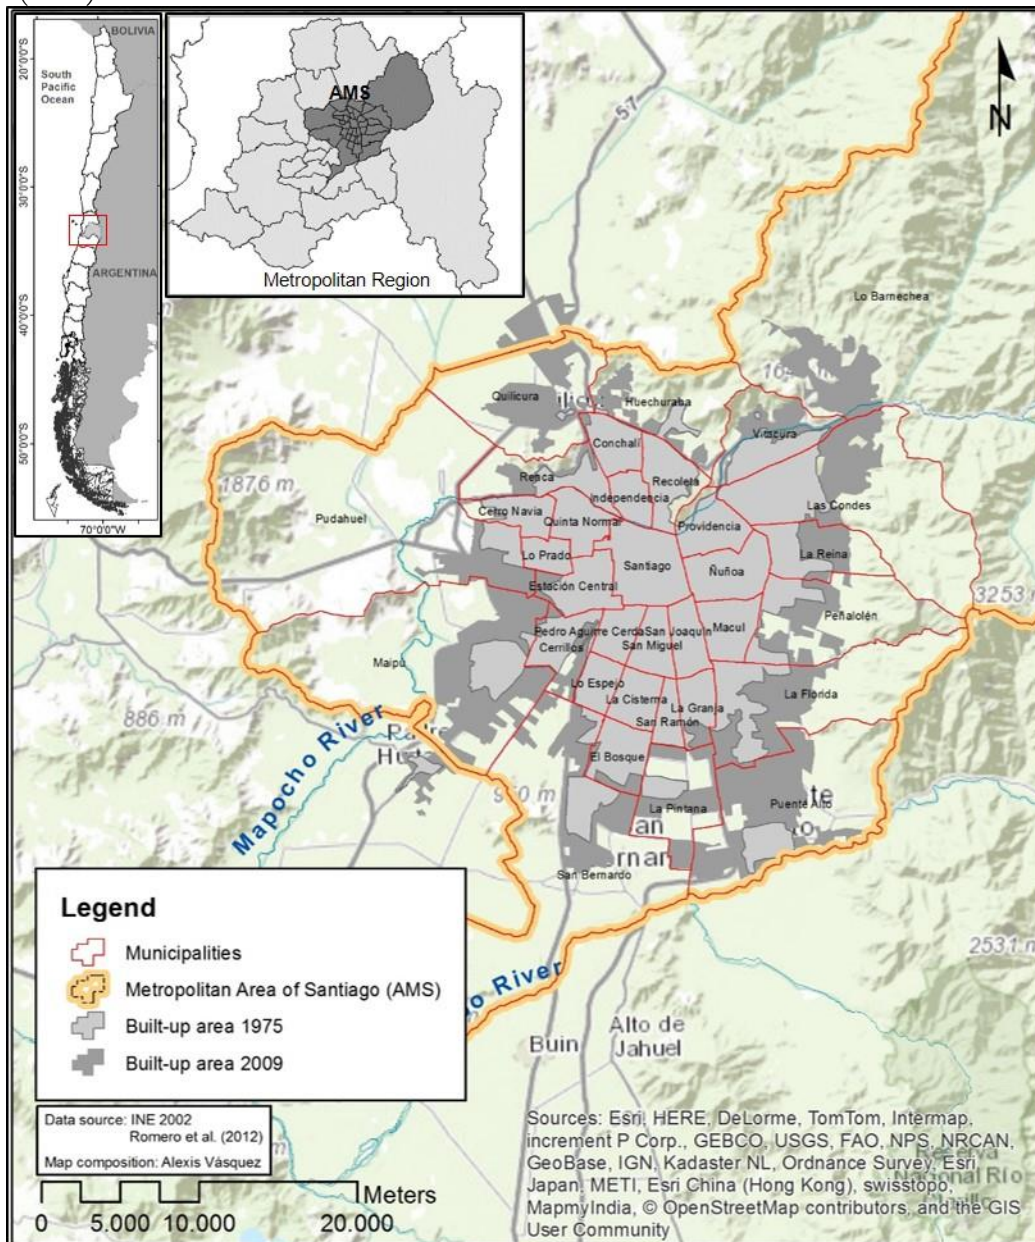 BOLIVIA
South
Pacific
Ocean
ARGENTINA
20°0'0"S
30°0'0"S
40°0'0"S
50°0'0"S
70°0'0"W
AMS
Metropolitan Region
57
N
Lo Barnechea
Quilicura
Huechuraba
Vitacura
Conchalí
Renca
Recoleta
Independencia
1876 m
Pudahuel
Cerro Navia
Quinta Normal
Providencia
Las Condes
Lo Prado
Santiago
Ñuñoa
La Reina
Estación Central
3253 m
Peñalolén
Pedro Aguirre Cerda
San Joaquín
Macul
Cerrillos
San Miguel
Maipú
Lo Espejo
La Cisterna
La Granja
La Florida
San Ramón
886 m
El Bosque
Mapocho River
La Pintana
Puente Alto
San Bernardo
2531 m
o River
Buin
Alto de
Jahuel
Legend
Municipalities
Metropolitan Area of Santiago (AMS)
Built-up area 1975
Built-up area 2009
Data source: INE 2002
Romero et al. (2012)
Map composition: Alexis Vásquez
Meters
0 5.000 10.000 20.000
Sources: Esri, HERE, DeLorme, TomTom, Intermap,
increment P Corp., GEBCO, USGS, FAO, NPS, NRCAN,
GeoBase, IGN, Kadaster NL, Ordnance Survey, Esri
Japan, METI, Esri China (Hong Kong), swisstopo,
MapmyIndia, © OpenStreetMap contributors, and the GIS
User Community